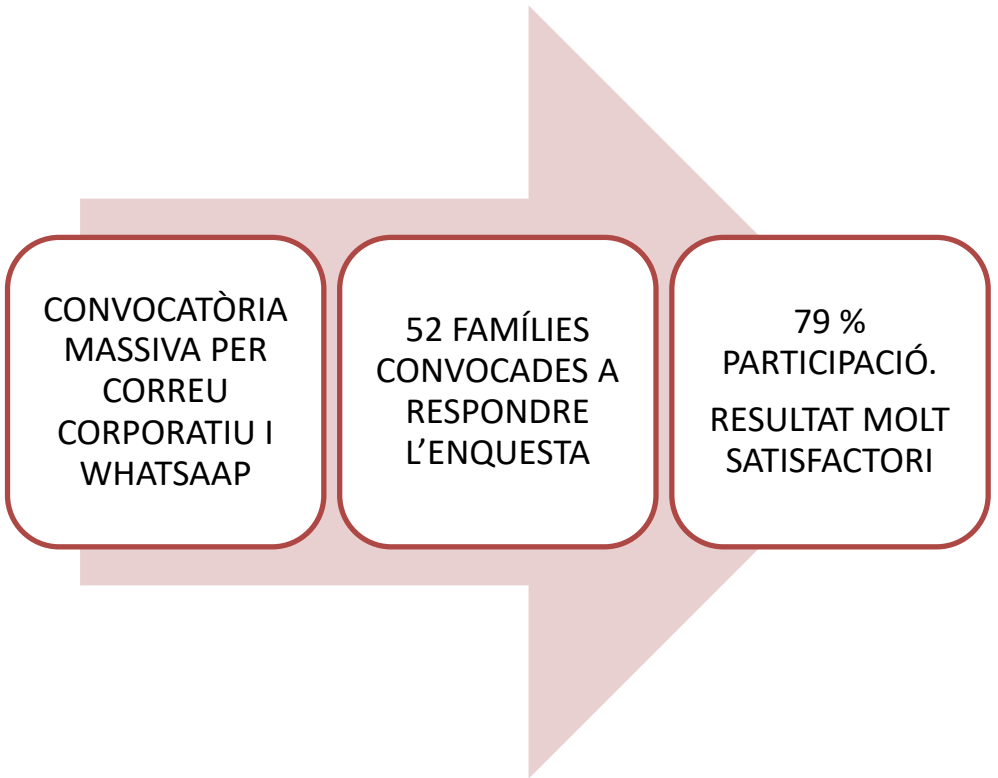 CONVOCATÒRIA
MASSIVA PER
CORREU
CORPORATIU I
WHATSAAP
52 FAMÍLIES
CONVOCADES A
RESPONDRE
L’ENQUESTA
79 %
PARTICIPACIÓ.
RESULTAT MOLT
SATISFACTORI